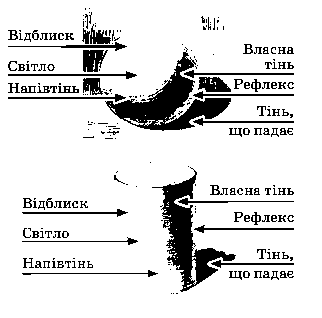 Відблиск
Світло
Напівтінь
Власна
тінь
Рефлекс
Тінь,
що падає
Відблиск
Світло
Напівтінь
Власна тінь
Рефлекс
Тінь,
що падає